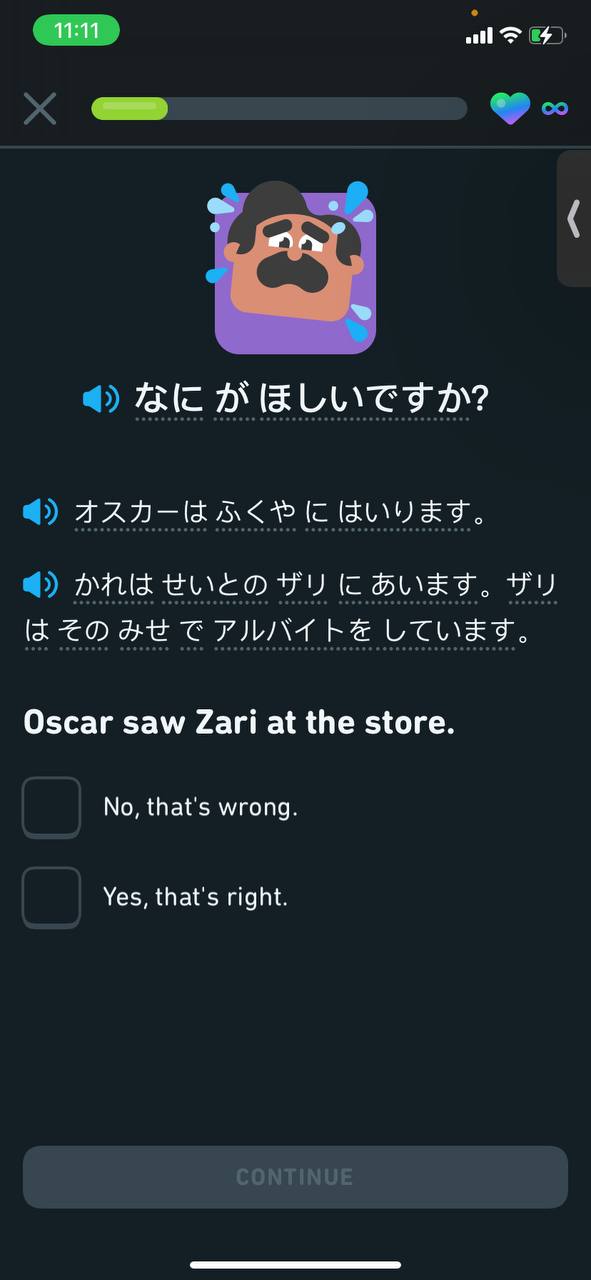 11:11
なに が ほしいですか?
オスカーは ふくや に はいります。
かれは せいとの ザリ に あいます。ザリ
は その みせ で アルバイトを しています。
Oscar saw Zari at the store.
No, that's wrong.
Yes, that's right.
CONTINUE